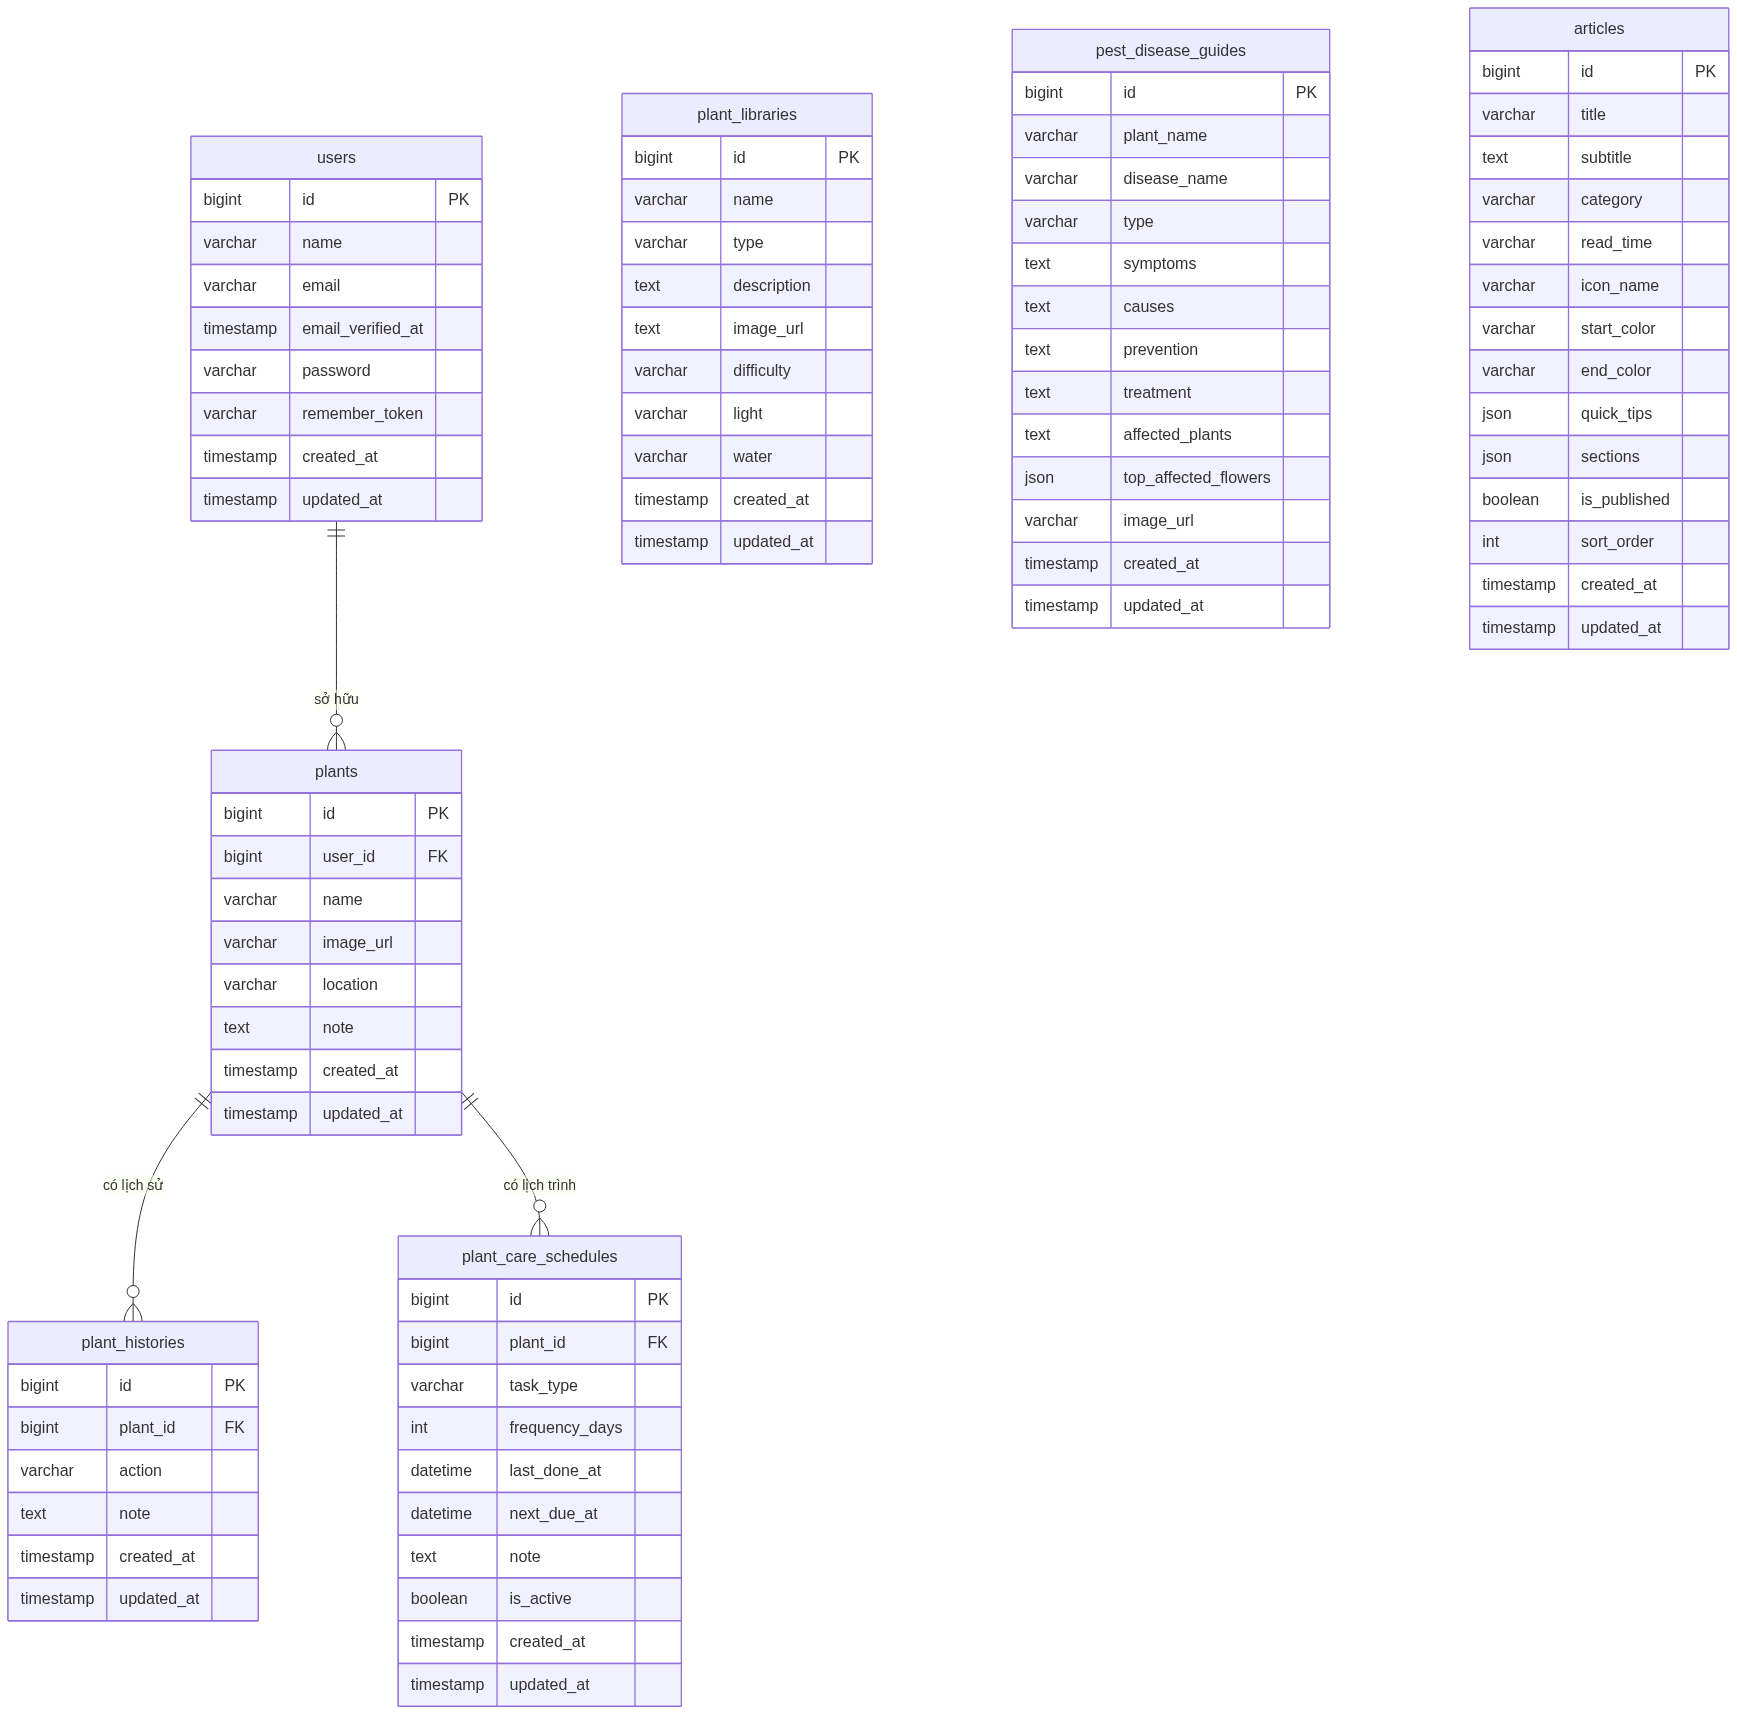 users
bigint id PK
varchar name
varchar email
timestamp email_verified_at
varchar password
varchar remember_token
timestamp created_at
timestamp updated_at
plant_libraries
bigint id PK
varchar name
varchar type
text description
text image_url
varchar difficulty
varchar light
varchar water
timestamp created_at
timestamp updated_at
pest_disease_guides
bigint id PK
varchar plant_name
varchar disease_name
varchar type
text symptoms
text causes
text prevention
text treatment
text affected_plants
json top_affected_flowers
varchar image_url
timestamp created_at
timestamp updated_at
articles
bigint id PK
varchar title
text subtitle
varchar category
varchar read_time
varchar icon_name
varchar start_color
varchar end_color
json quick_tips
json sections
boolean is_published
int sort_order
timestamp created_at
timestamp updated_at
sở hữu
plants
bigint id PK
bigint user_id FK
varchar name
varchar image_url
varchar location
text note
timestamp created_at
timestamp updated_at
có lịch sử
có lịch trình
plant_histories
bigint id PK
bigint plant_id FK
varchar action
text note
timestamp created_at
timestamp updated_at
plant_care_schedules
bigint id PK
bigint plant_id FK
varchar task_type
int frequency_days
datetime last_done_at
datetime next_due_at
text note
boolean is_active
timestamp created_at
timestamp updated_at